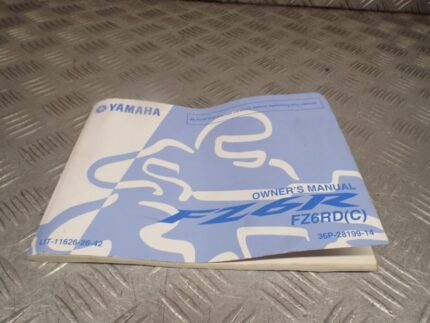 YAMAHA
OWNER'S MANUAL
FZ6R
FZ6RD(C)
LIT-11626-26-42
36P-28199-14